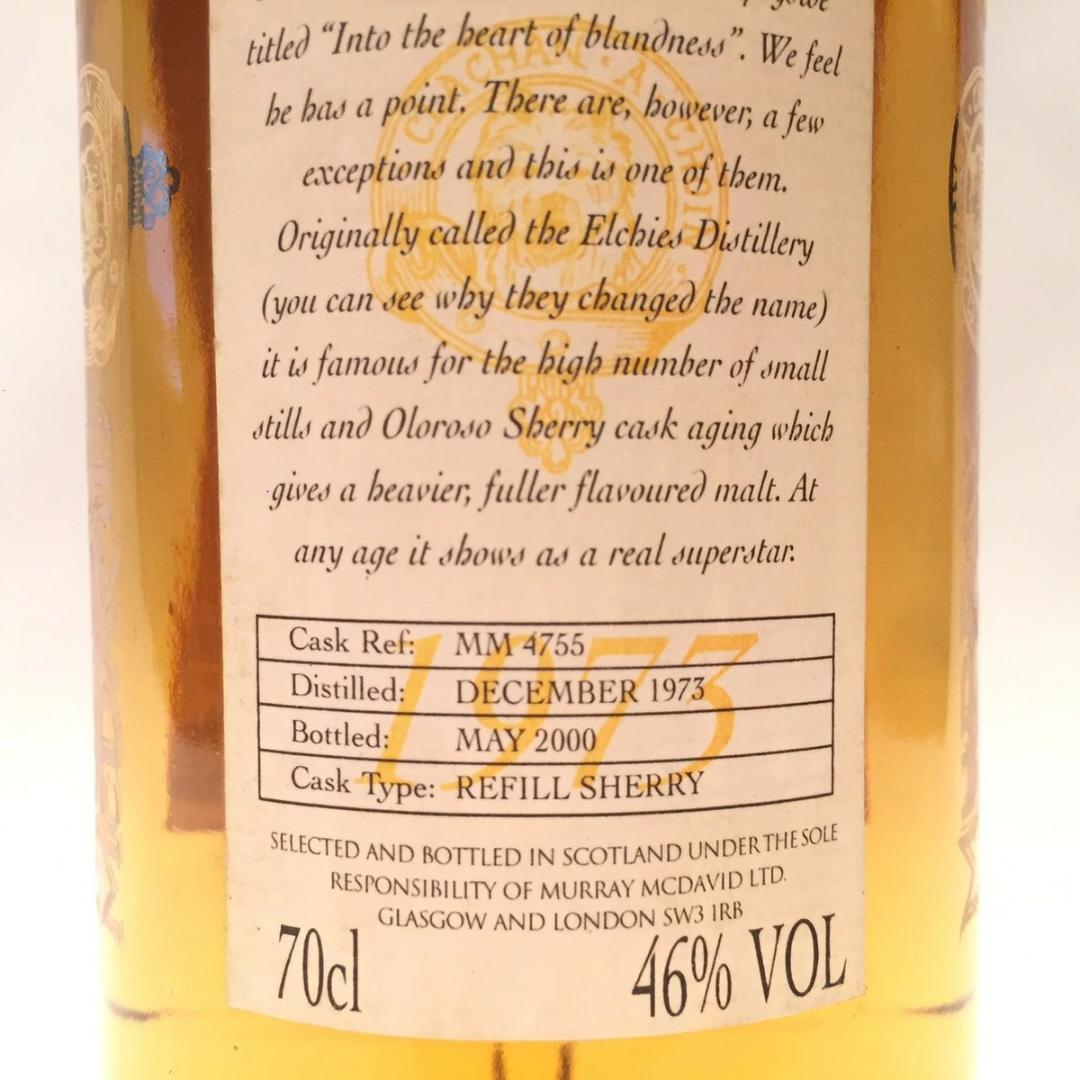 titled “Into the heart of blandness”. We feel
he has a point. There are, however, a few
exceptions and this is one of them.
Originally called the Elchies Distillery
(you can see why they changed the name)
it is famous for the high number of small
stills and Oloroso Sherry cask aging which
gives a heavier, fuller flavoured malt. At
any age it shows as a real superstar.
1973
Cask Ref: MM 4755
Distilled: DECEMBER 1973
Bottled: MAY 2000
Cask Type: REFILL SHERRY
SELECTED AND BOTTLED IN SCOTLAND UNDER THE SOLE
RESPONSIBILITY OF MURRAY MCDAVID LTD.
GLASGOW AND LONDON SW3 1RB
70cl 46% VOL